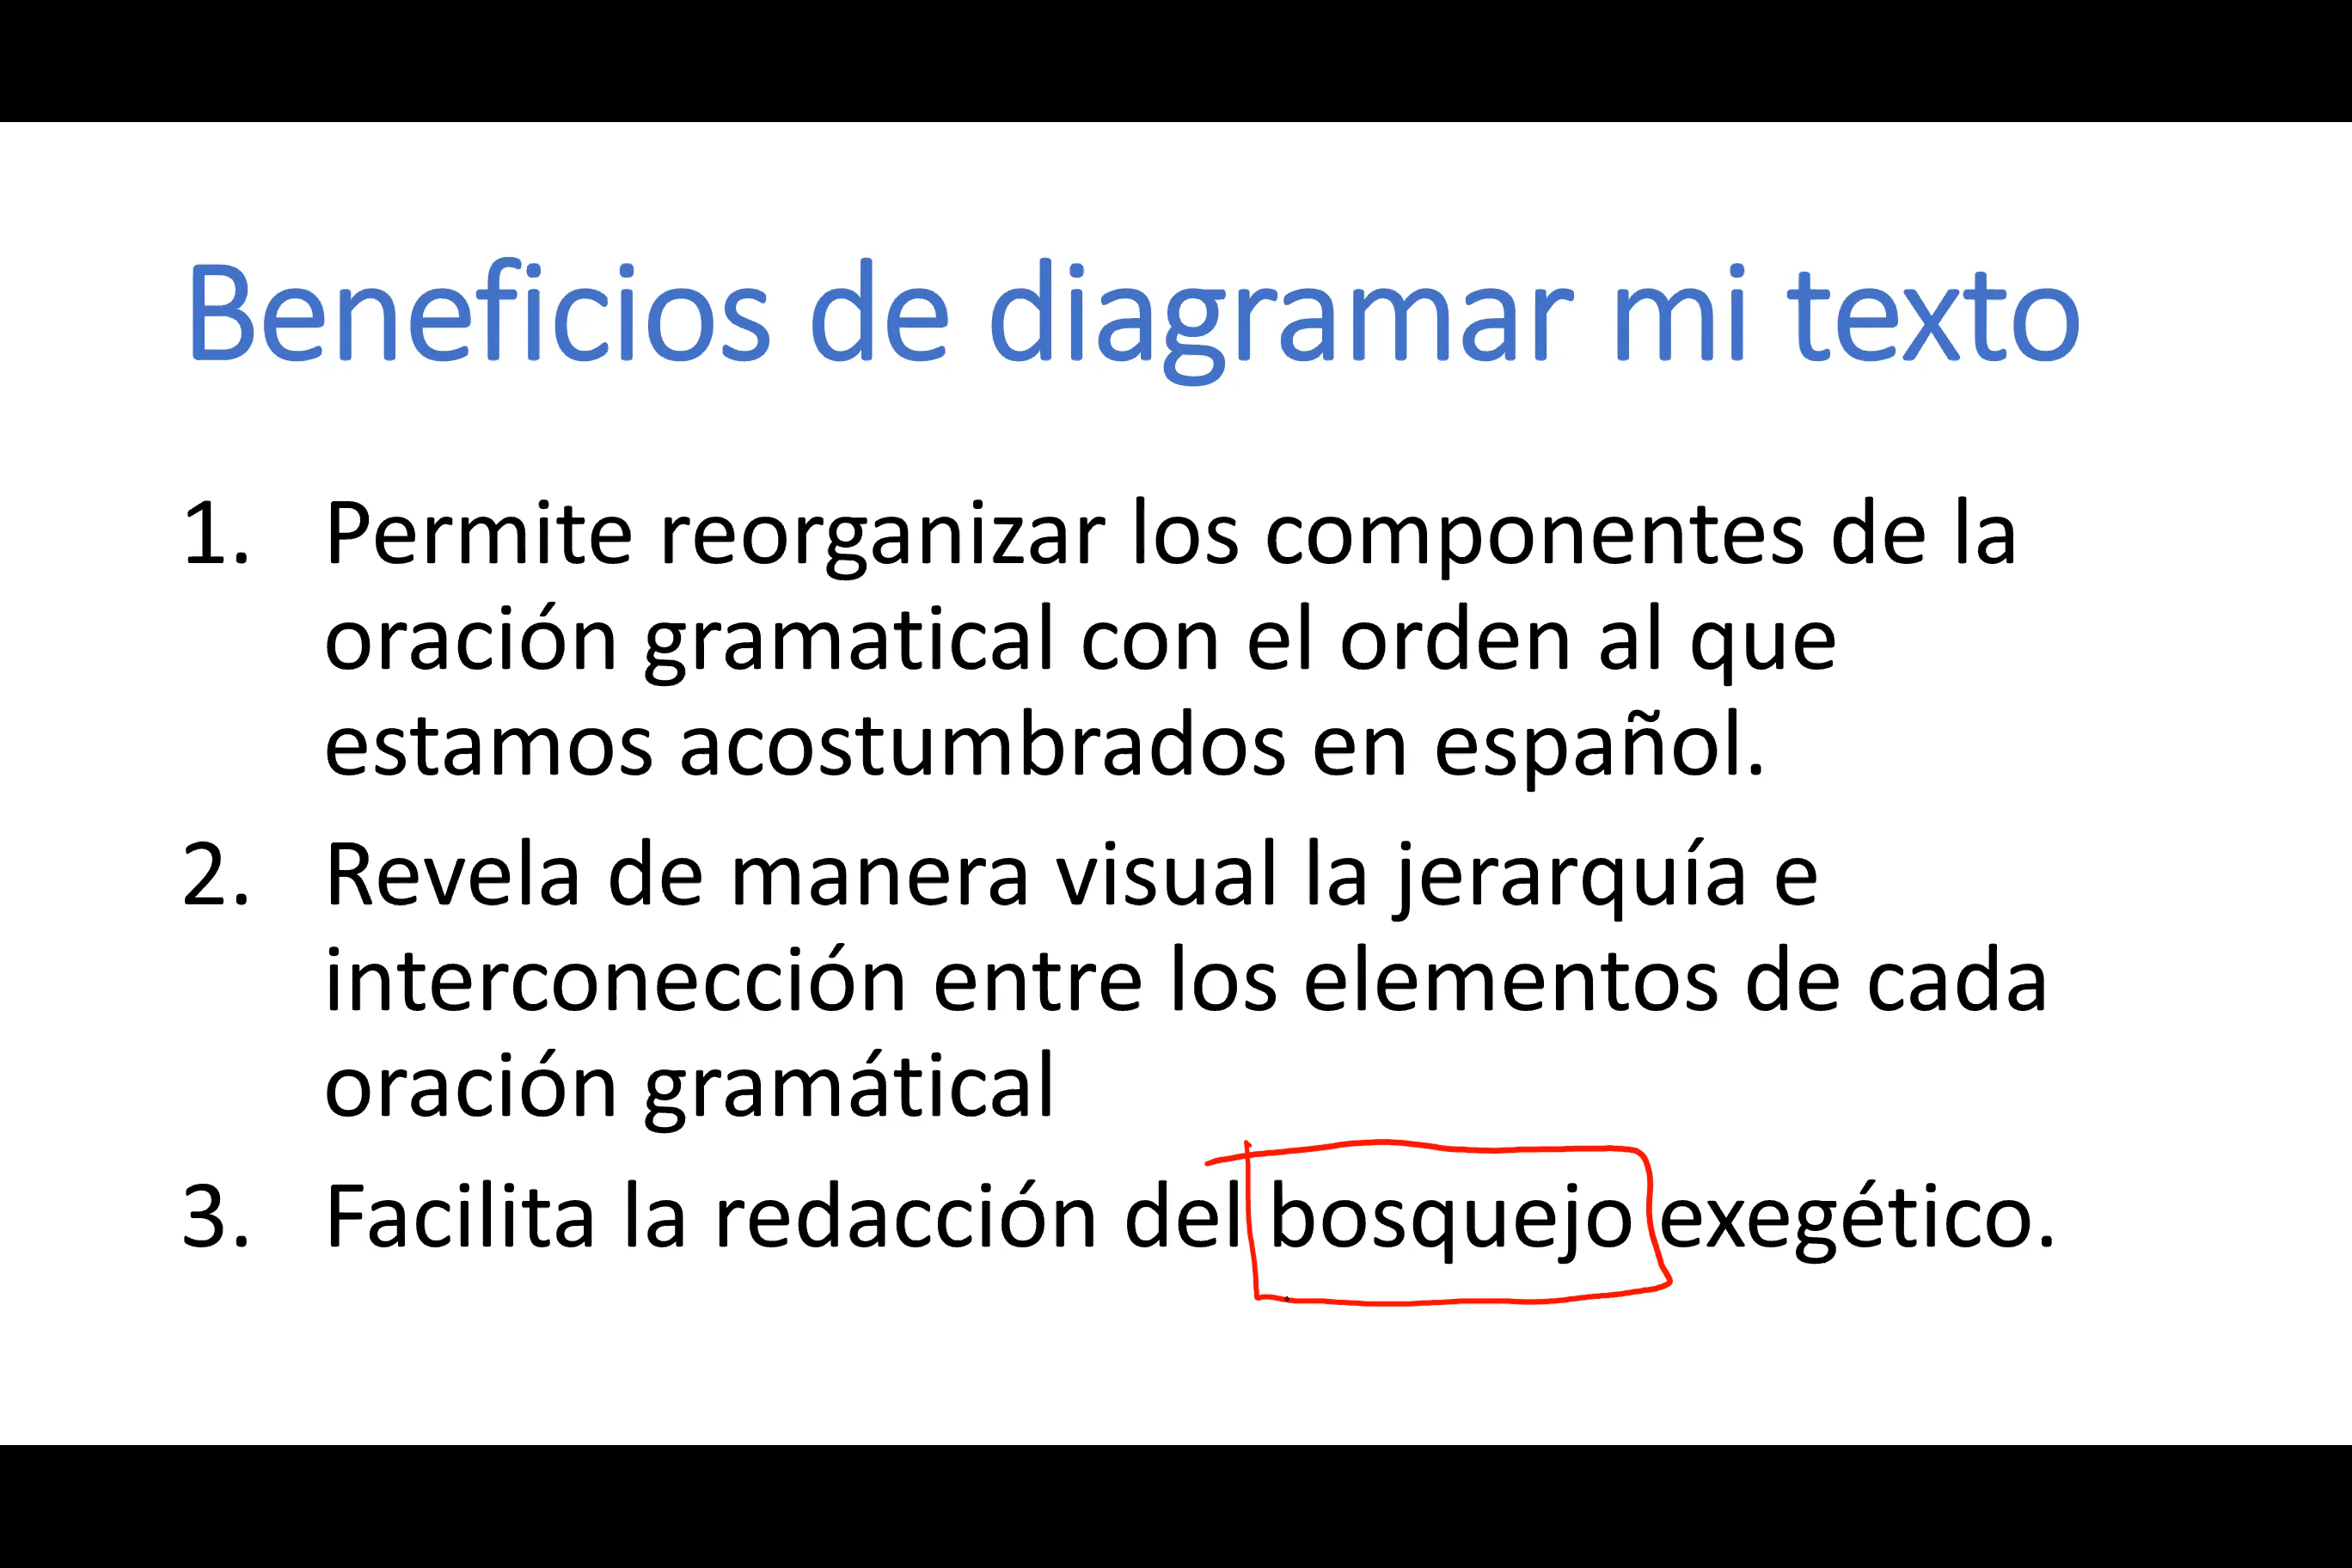 Beneficios de diagramar mi texto
1. Permite reorganizar los componentes de la
oración gramatical con el orden al que
estamos acostumbrados en español.
2. Revela de manera visual la jerarquía e
interconección entre los elementos de cada
oración gramátical
3. Facilita la redacción del bosquejo exegético.